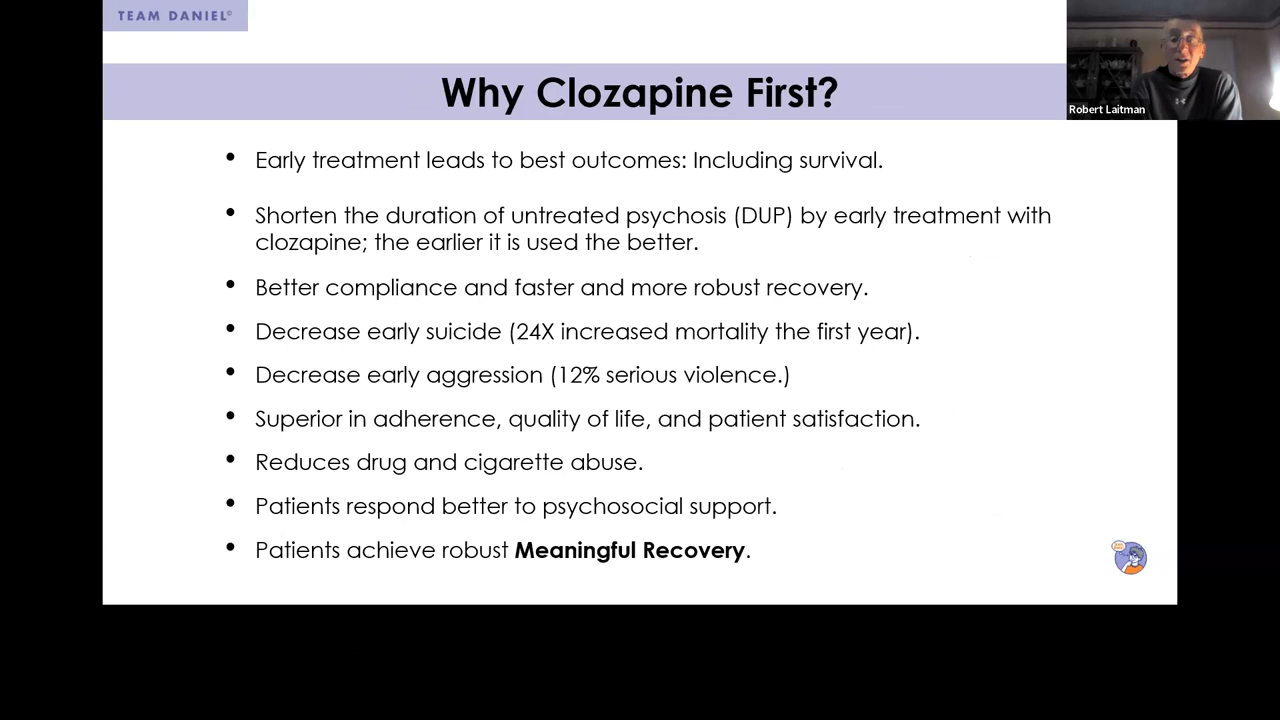 TEAM DANIEL©
Why Clozapine First?
Robert Laitman
• Early treatment leads to best outcomes: Including survival.
• Shorten the duration of untreated psychosis (DUP) by early treatment with
clozapine; the earlier it is used the better.
• Better compliance and faster and more robust recovery.
• Decrease early suicide (24X increased mortality the first year).
• Decrease early aggression (12% serious violence.)
• Superior in adherence, quality of life, and patient satisfaction.
• Reduces drug and cigarette abuse.
• Patients respond better to psychosocial support.
• Patients achieve robust Meaningful Recovery.